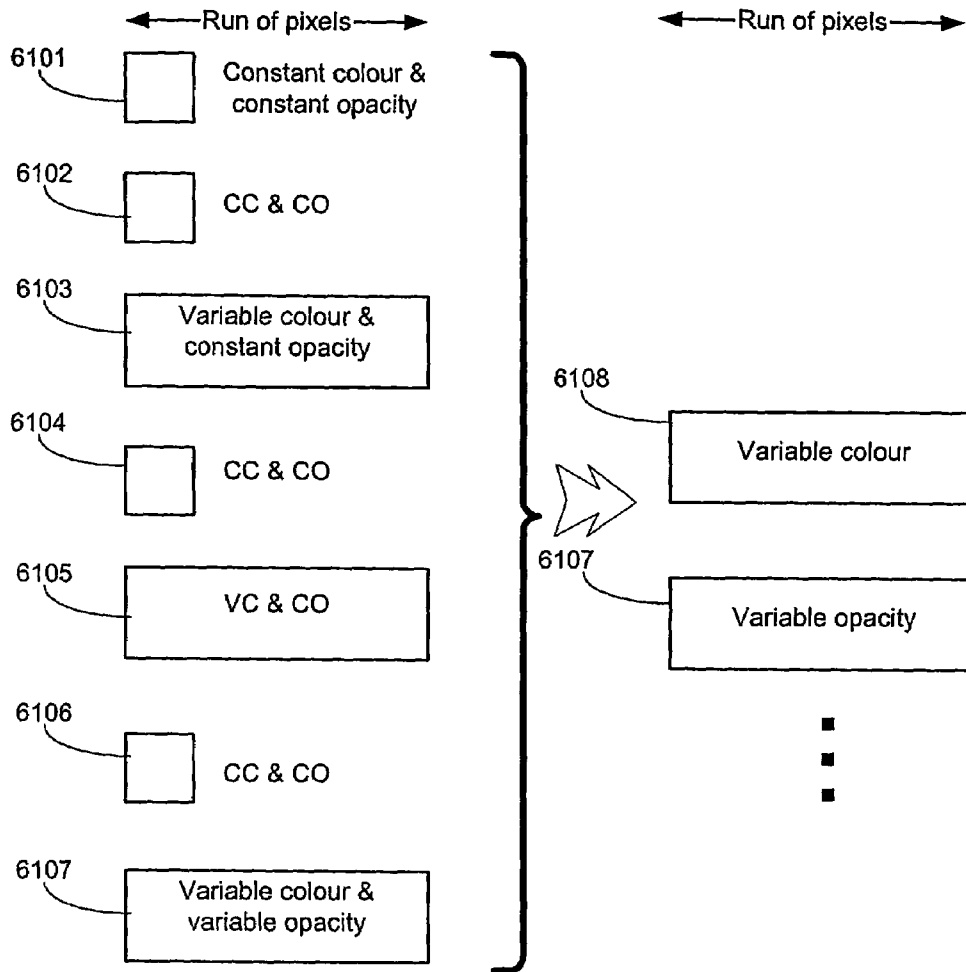 Run of pixels
6101
Constant colour &
constant opacity
6102
CC & CO
6103
Variable colour &
constant opacity
6104
CC & CO
6105
VC & CO
6106
CC & CO
6107
Variable colour &
variable opacity
Run of pixels
6108
Variable colour
6107
Variable opacity